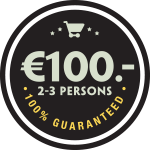 €100.-
2-3 PERSONS
100% GUARANTEED